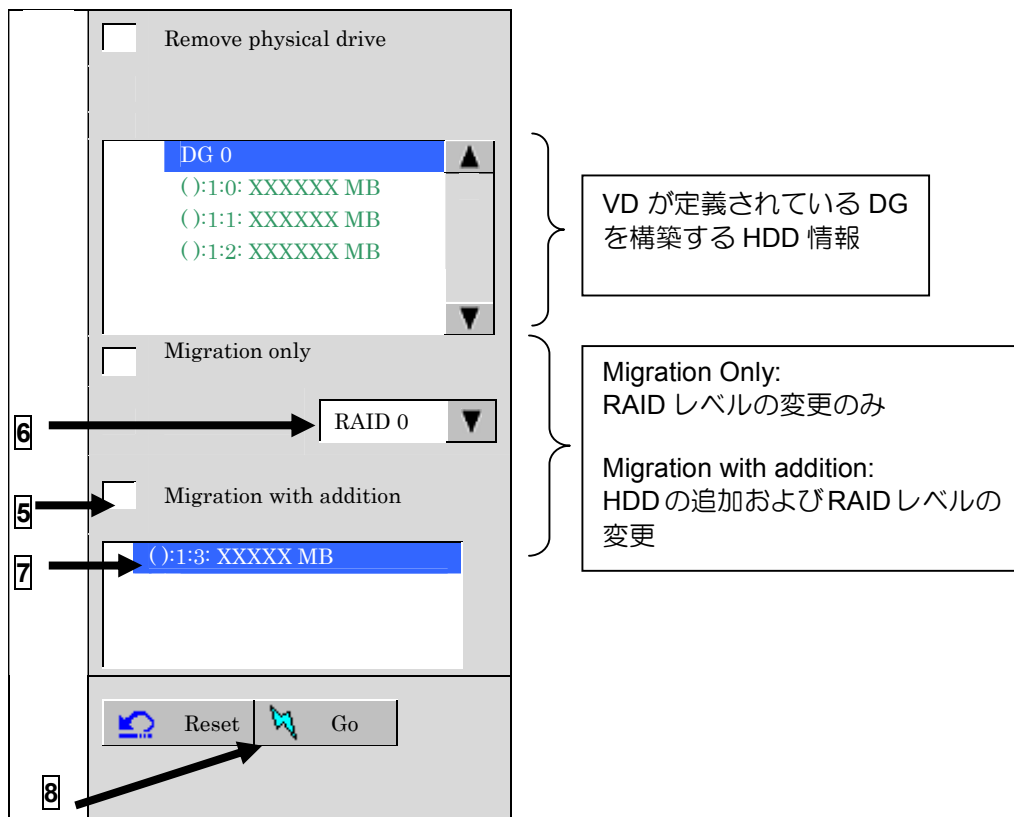 Remove physical drive
DG 0
( ):1:0: XXXXXX MB
( ):1:1: XXXXXX MB
( ):1:2: XXXXXX MB
VD が定義されている DG
を構築する HDD 情報
Migration only
RAID 0
6
Migration with addition
5
( ):1:3: XXXXX MB
7
Migration Only:
RAID レベルの変更のみ
Migration with addition:
HDD の追加および RAID レベルの
変更
Reset
Go
8